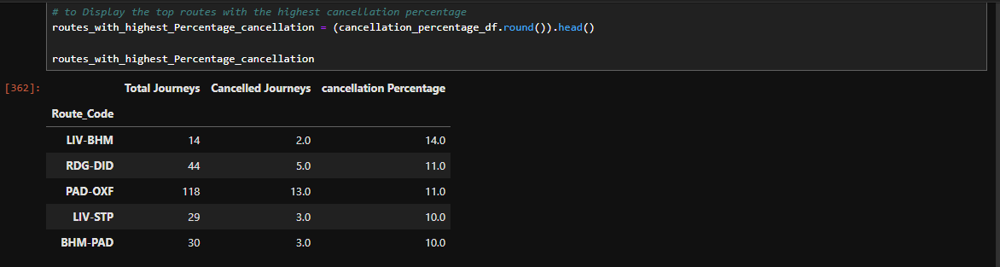 # to Display the top routes with the highest cancellation percentage
routes_with_highest_Percentage_cancellation = (cancellation_percentage_df.round()).head()
routes_with_highest_Percentage_cancellation
[362]:
Total Journeys Cancelled Journeys cancellation Percentage
Route_Code
LIV-BHM 14 2.0 14.0
RDG-DID 44 5.0 11.0
PAD-OXF 118 13.0 11.0
LIV-STP 29 3.0 10.0
BHM-PAD 30 3.0 10.0